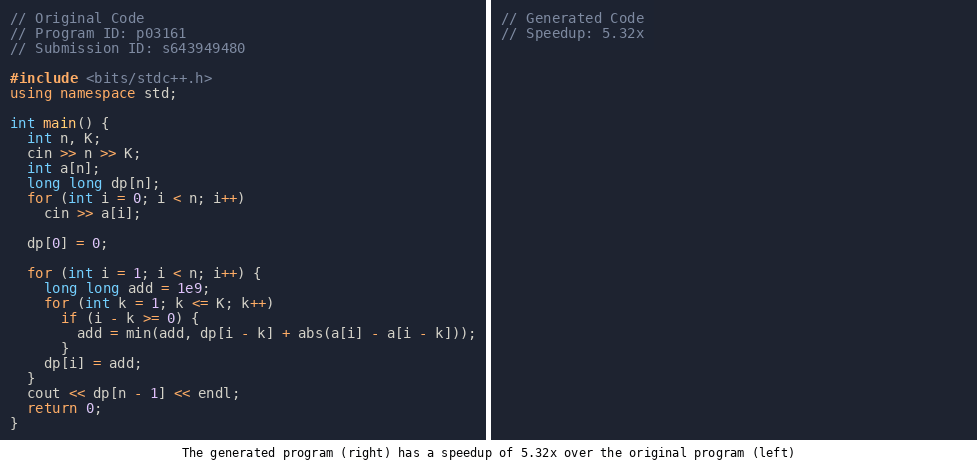 // Original Code
// Program ID: p03161
// Submission ID: s643949480

#include <bits/stdc++.h>
using namespace std;

int main() {
  int n, K;
  cin >> n >> K;
  int a[n];
  long long dp[n];
  for (int i = 0; i < n; i++)
    cin >> a[i];

  dp[0] = 0;

  for (int i = 1; i < n; i++) {
    long long add = 1e9;
    for (int k = 1; k <= K; k++)
      if (i - k >= 0) {
        add = min(add, dp[i - k] + abs(a[i] - a[i - k]));
      }
    dp[i] = add;
  }
  cout << dp[n - 1] << endl;
  return 0;
}
// Generated Code
// Speedup: 5.32x
The generated program (right) has a speedup of 5.32x over the original program (left)